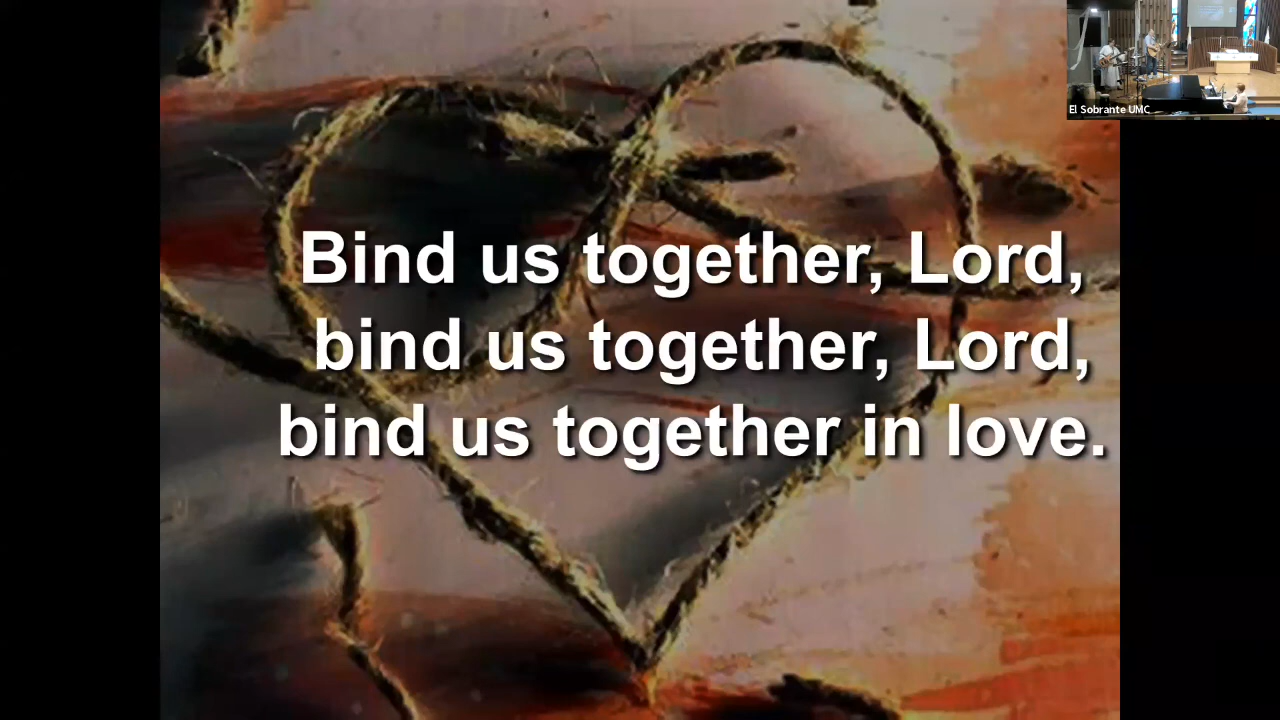 El Sobrante UMC
Bind us together, Lord,
bind us together, Lord,
bind us together in love.